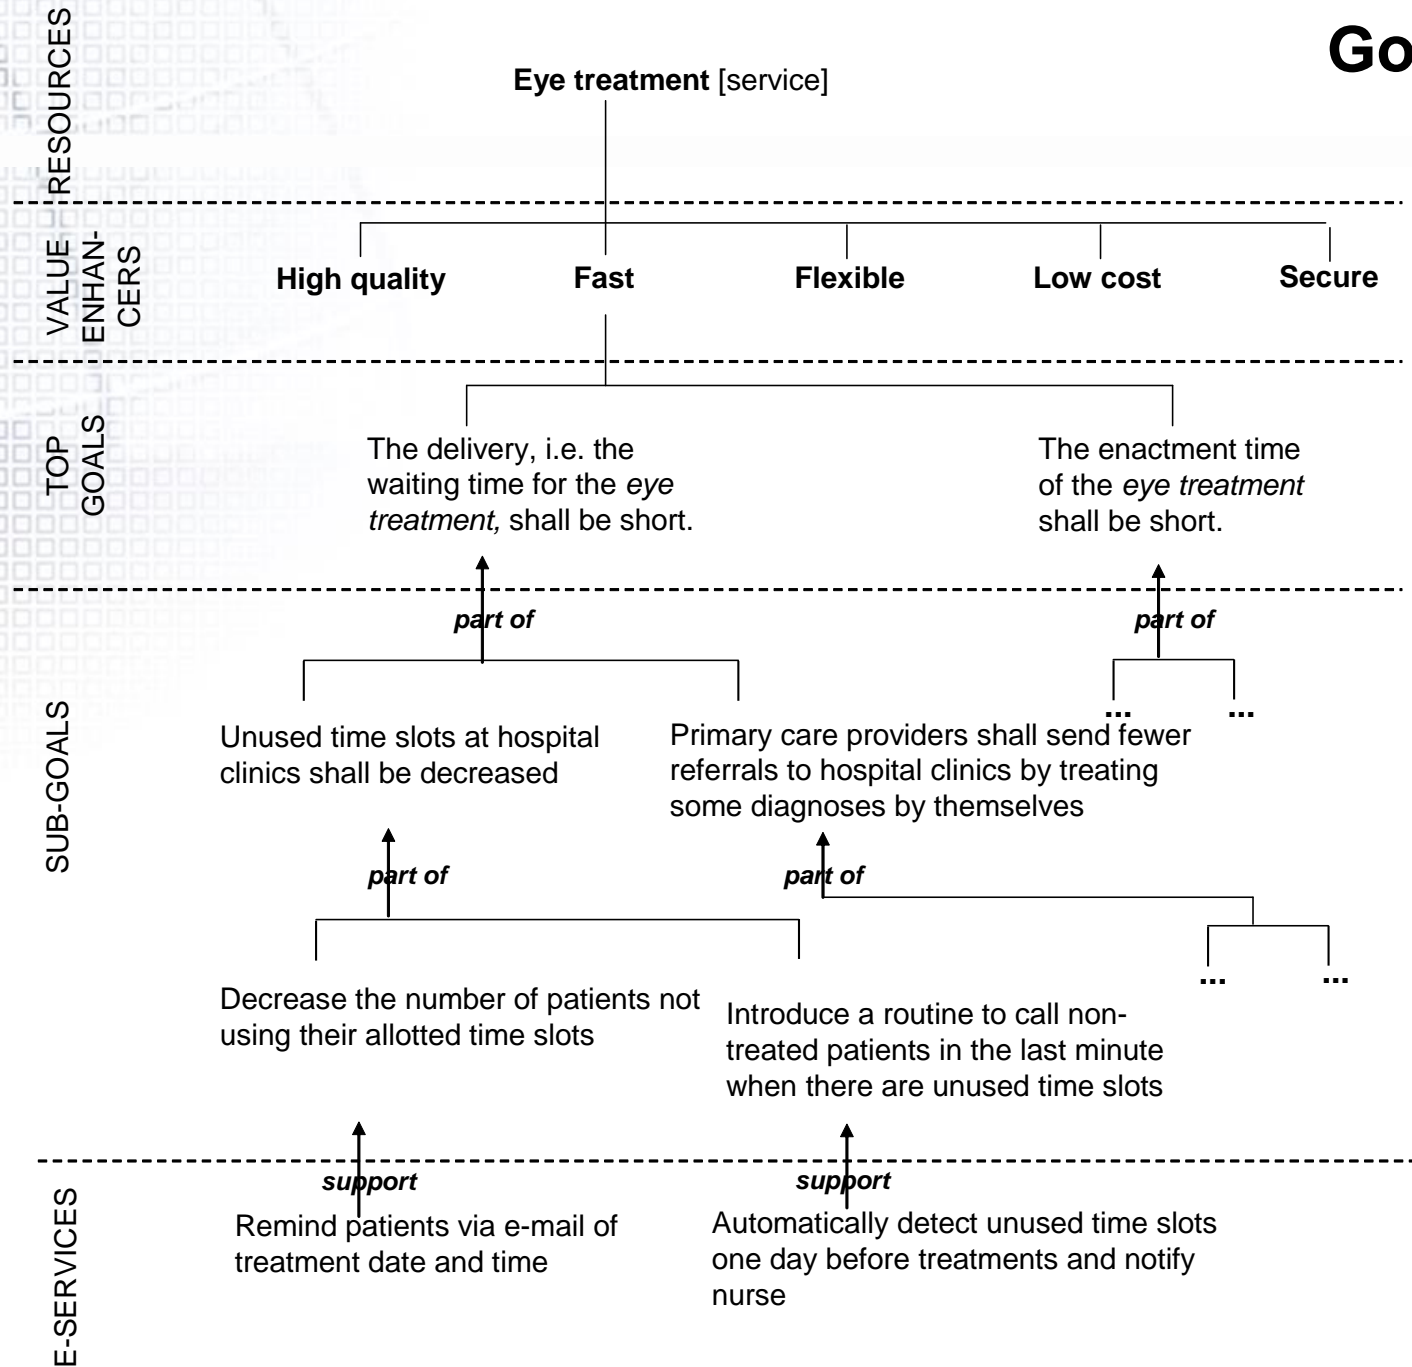 Go
RESOURCES
Eye treatment [service]
VALUE
ENHAN-
CERS
High quality
Fast
Flexible
Low cost
Secure
TOP
GOALS
The delivery, i.e. the
waiting time for the eye
treatment, shall be short.
The enactment time
of the eye treatment
shall be short.
part of
part of
SUB-GOALS
Unused time slots at hospital
clinics shall be decreased
Primary care providers shall send fewer
referrals to hospital clinics by treating
some diagnoses by themselves
...
...
part of
part of
Decrease the number of patients not
using their allotted time slots
Introduce a routine to call non-
treated patients in the last minute
when there are unused time slots
...
...
support
support
E-SERVICES
Remind patients via e-mail of
treatment date and time
Automatically detect unused time slots
one day before treatments and notify
nurse